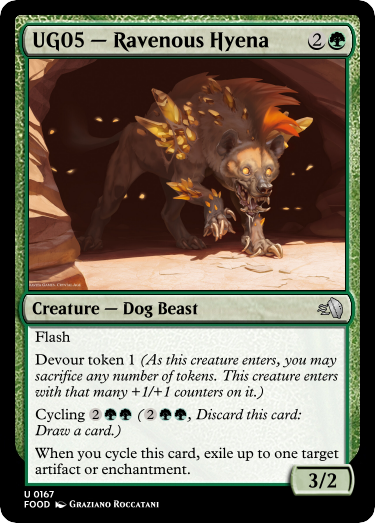 UG05 — Ravenous Hyena 2
Creature — Dog Beast
Flash
Devour token 1 (As this creature enters, you may
sacrifice any number of tokens. This creature enters
with that many +1/+1 counters on it.)
Cycling 2 ( 2 , Discard this card:
Draw a card.)
When you cycle this card, exile up to one target
artifact or enchantment.
3/2
U 0167
FOOD Graziano Roccatani